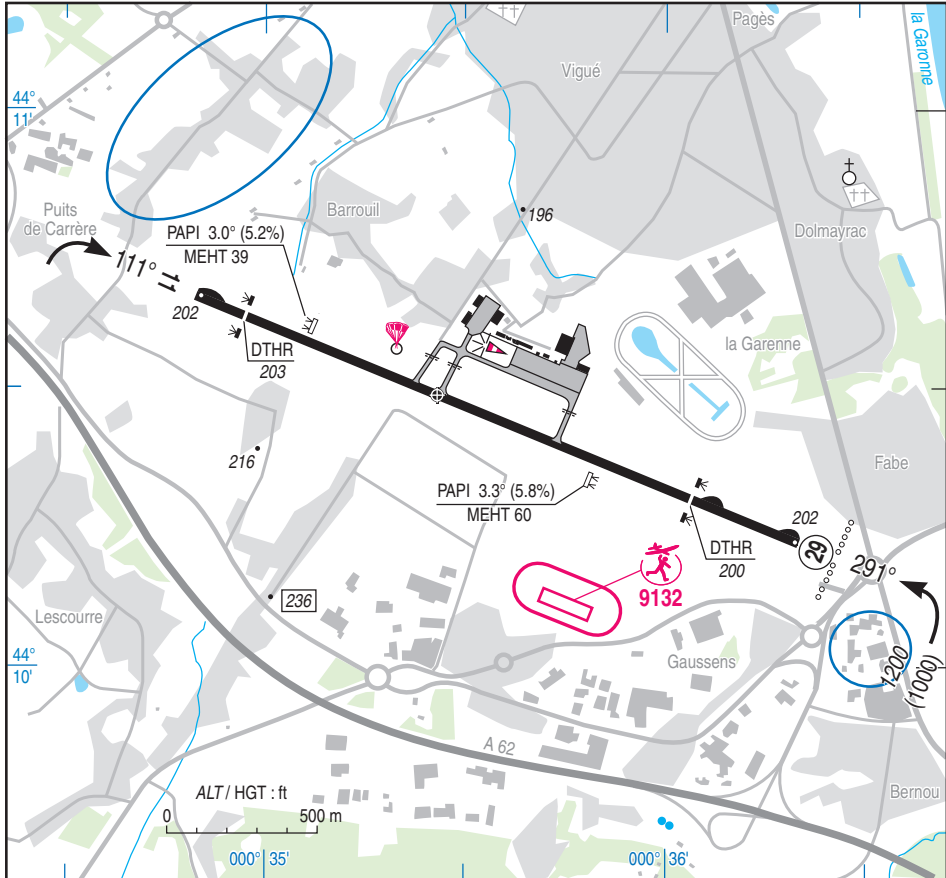 Pagès
la Garonne
Vigué
44°
11'
Puits
de Carrère
Barrouil
196
Dolmayrac
PAPI 3.0° (5.2%)
MEHT 39
111°
11
202
DTHR
203
la Garenne
216
Fabe
PAPI 3.3° (5.8%)
MEHT 60
202
DTHR
200
29
291°
9132
236
Lescourre
44°
10'
Gaussens
1200
(1000)
A 62
Bernou
ALT / HGT : ft
0 500 m
000° 35'
000° 36'